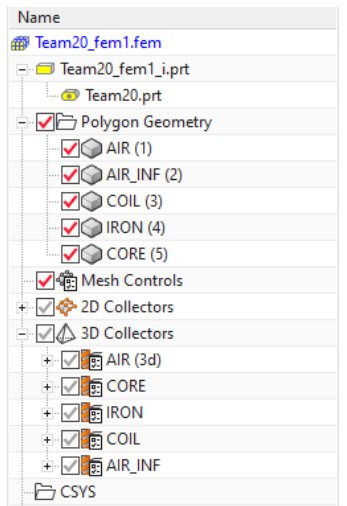 Name
Team20_fem1.fem
Team20_fem1_i.prt
Team20.prt
Polygon Geometry
AIR (1)
AIR_INF (2)
COIL (3)
IRON (4)
CORE (5)
Mesh Controls
2D Collectors
3D Collectors
AIR (3d)
CORE
IRON
COIL
AIR_INF
CSYS